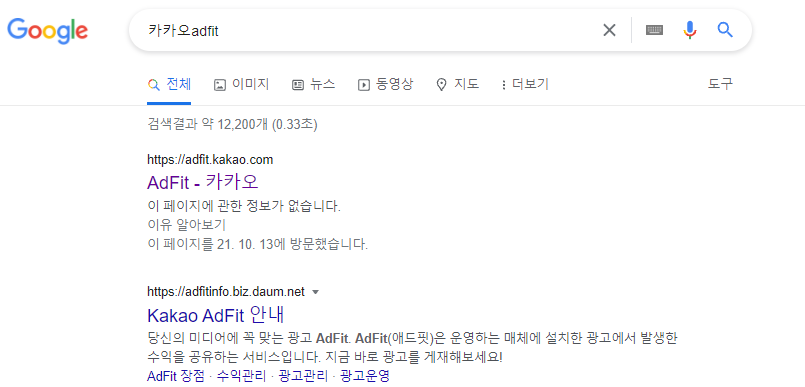 Google
카카오adfit
전체 이미지 뉴스 동영상 지도 더보기 도구
검색결과 약 12,200개 (0.33초)
https://adfit.kakao.com
AdFit - 카카오
이 페이지에 관한 정보가 없습니다.
이유 알아보기
이 페이지를 21. 10. 13에 방문했습니다.
https://adfitinfo.biz.daum.net
Kakao AdFit 안내
당신의 미디어에 꼭 맞는 광고 AdFit. AdFit(애드핏)은 운영하는 매체에 설치한 광고에서 발생한
수익을 공유하는 서비스입니다. 지금 바로 광고를 게재해보세요!
AdFit 장점 · 수익관리 · 광고관리 · 광고운영